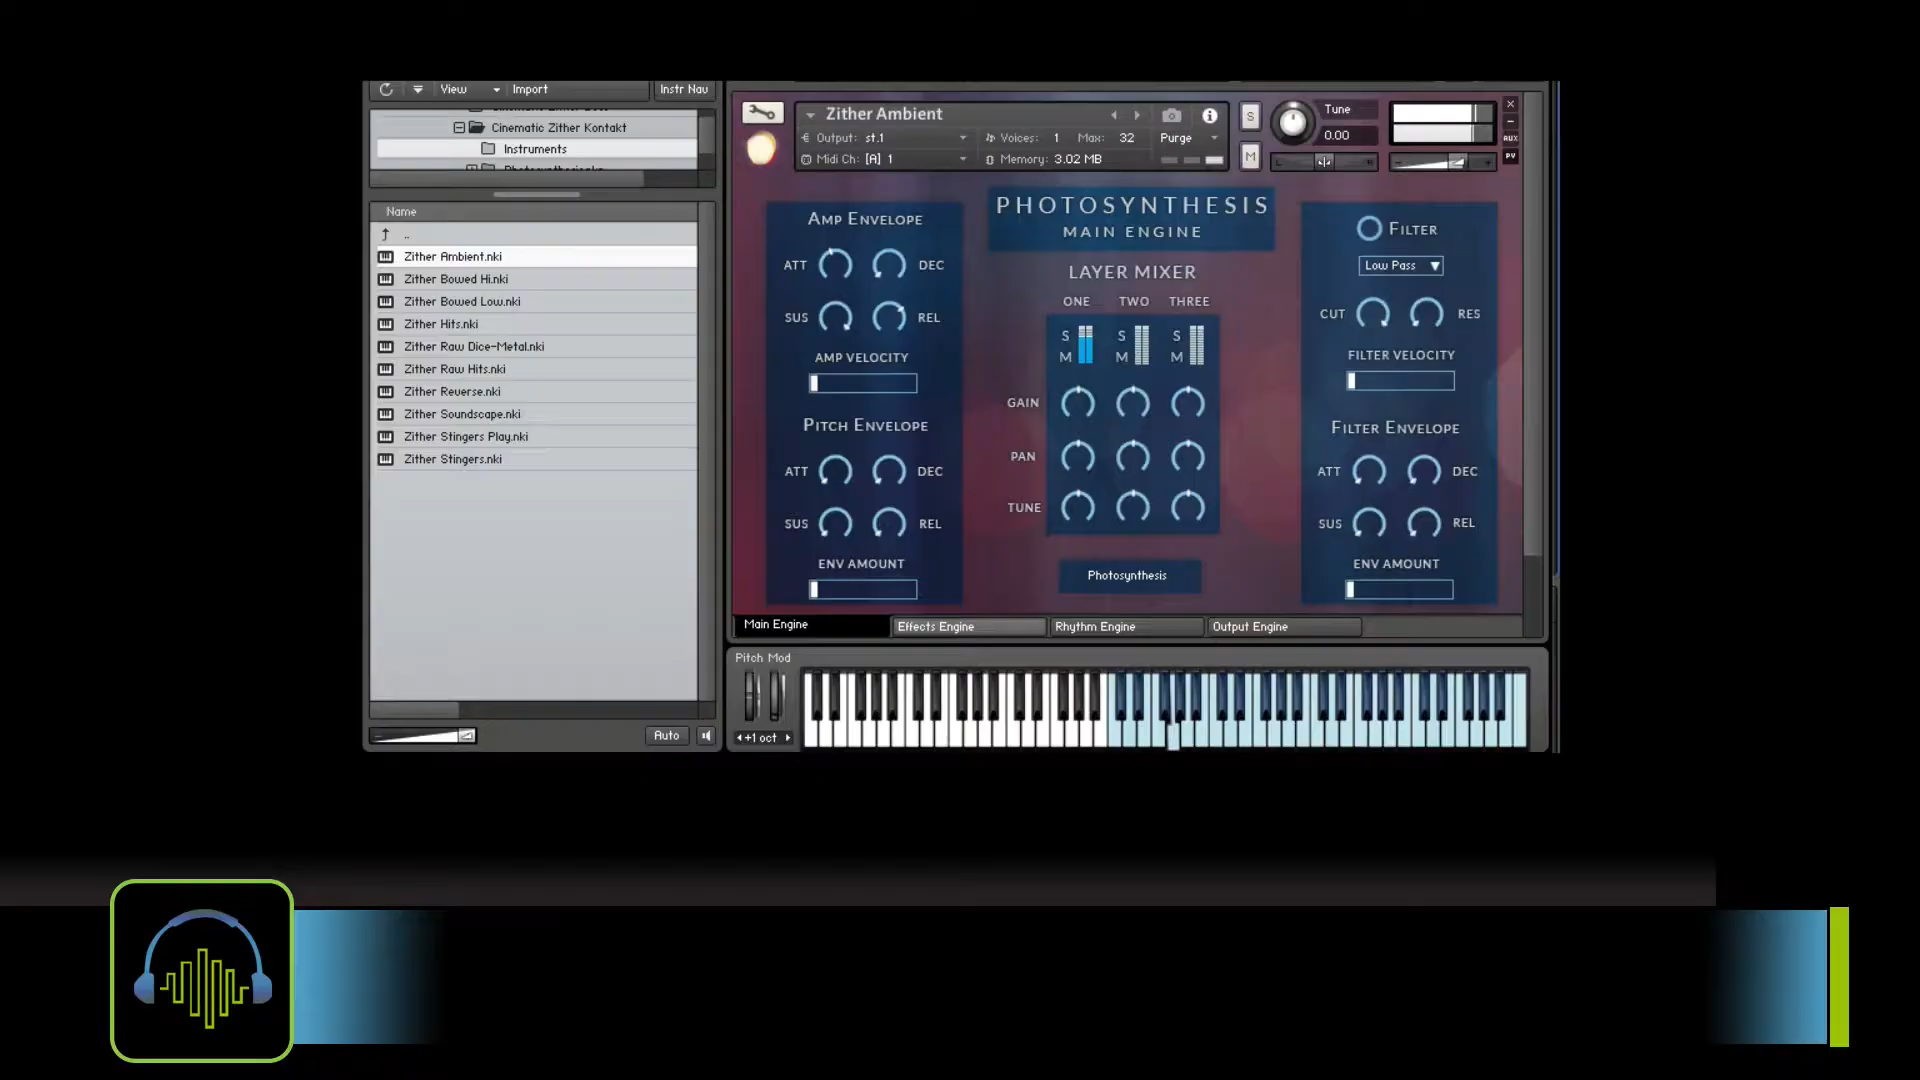 View
Import
Instr Nav
Cinematic Zither Kontakt
Instruments
Name
..
Zither Ambient.nki
Zither Bowed Hi.nki
Zither Bowed Low.nki
Zither Hits.nki
Zither Raw Dice-Metal.nki
Zither Raw Hits.nki
Zither Reverse.nki
Zither Soundscape.nki
Zither Stingers Play.nki
Zither Stingers.nki
Auto
Zither Ambient
Output: st.1
Voices: 1 Max: 32
Purge
Midi Ch: [A] 1
Memory: 3.02 MB
S
M
Tune
0.00
L R
AUX
PV
AMP ENVELOPE
ATT DEC
SUS REL
AMP VELOCITY
PITCH ENVELOPE
ATT DEC
SUS REL
ENV AMOUNT
PHOTOSYNTHESIS
MAIN ENGINE
LAYER MIXER
ONE TWO THREE
S S S
M M M
GAIN
PAN
TUNE
Photosynthesis
FILTER
Low Pass
CUT RES
FILTER VELOCITY
FILTER ENVELOPE
ATT DEC
SUS REL
ENV AMOUNT
Main Engine
Effects Engine
Rhythm Engine
Output Engine
Pitch Mod
+1 oct